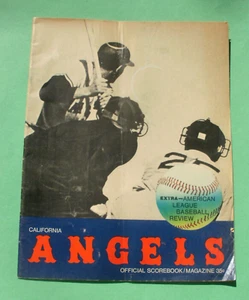 EXTRA—AMERICAN
LEAGUE
BASEBALL
REVIEW
CALIFORNIA
ANGELS
OFFICIAL SCOREBOOK/MAGAZINE